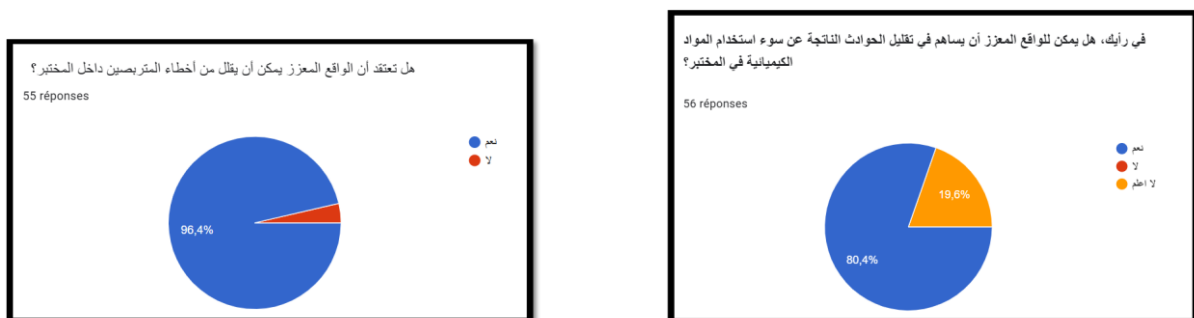 هل تعتقد أن الواقع المعزز يمكن أن يقلل من أخطاء المتربصين داخل المختبر؟
55 réponses
نعم
لا
96,4%
في رأيك، هل يمكن للواقع المعزز أن يساهم في تقليل الحوادث الناتجة عن سوء استخدام المواد
الكيميائية في المختبر؟
56 réponses
نعم
لا
لا اعلم
19,6%
80,4%